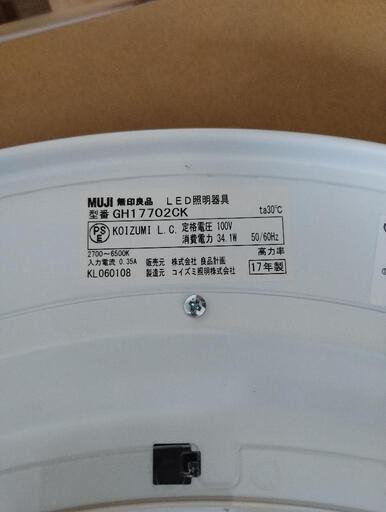 MUJI 無印良品 LED照明器具
型番 GH17702CK ta30℃
PSE KOIZUMI L.C. 定格電圧 100V
消費電力 34.1W 50/60Hz
2700～6500K 高力率
入力電流 0.35A 販売元 株式会社 良品計画
KL060108 製造元 コイズミ照明株式会社 17年製